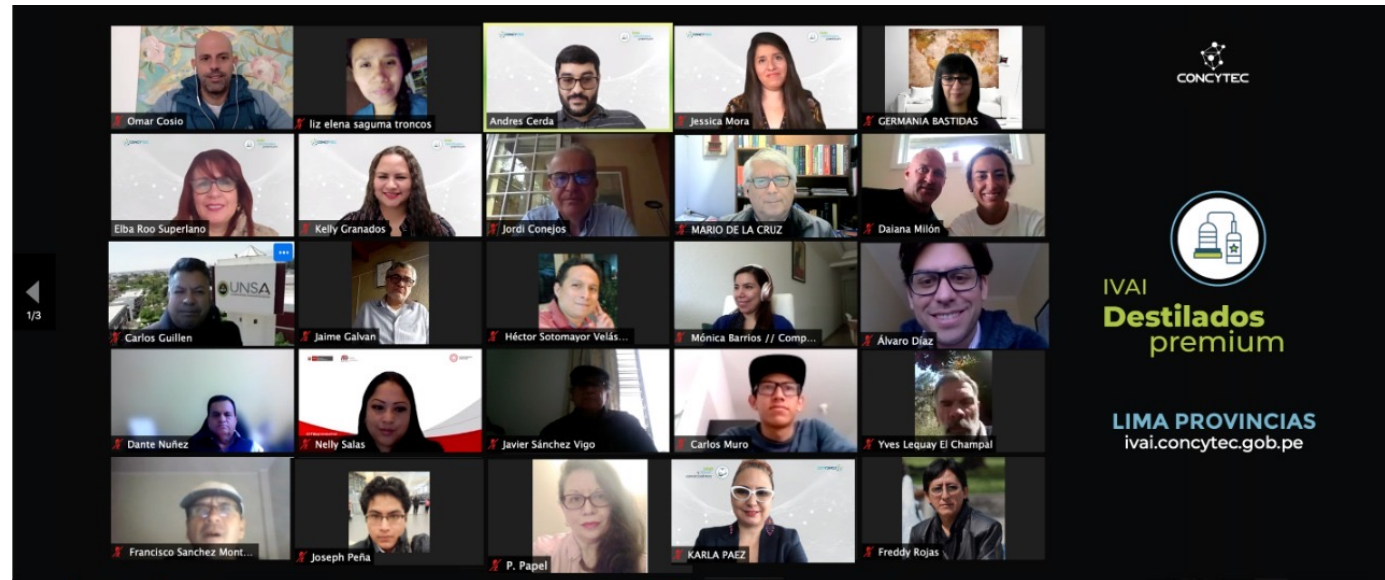 Omar Cosio
liz elena saguma troncos
Andres Cerda
Jessica Mora
GERMANIA BASTIDAS
Elba Roo Superlano
Kelly Granados
Jordi Conejos
MARIO DE LA CRUZ
Daiana Milón
UNSA
Carlos Guillen
Jaime Galvan
Héctor Sotomayor Velás...
Mónica Barrios // Comp...
Álvaro Díaz
Dante Nuñez
Nelly Salas
Javier Sánchez Vigo
Carlos Muro
Yves Lequay El Champal
Francisco Sanchez Mont...
Joseph Peña
P. Papel
KARLA PAEZ
Freddy Rojas
1/3
CONCYTEC
IVAI
Destilados
premium
LIMA PROVINCIAS
ivai.concytec.gob.pe